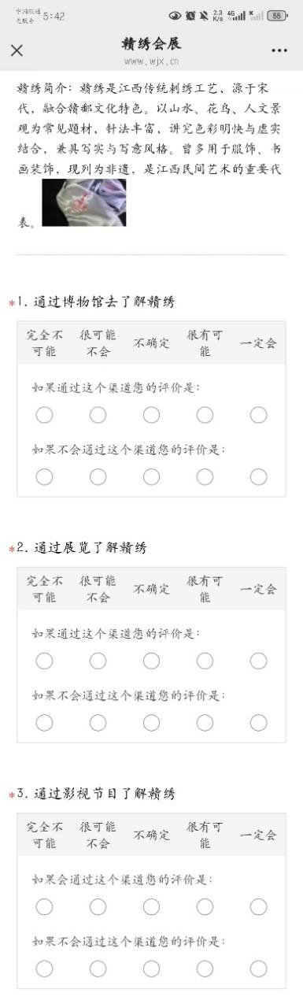 中国联通
无服务 5:42 2.3 K/s 4G 88
赣绣会展
www.wjx.cn
赣绣简介：赣绣是江西传统刺绣工艺，源于宋
代，融合赣鄱文化特色。以山水、花鸟、人文景
观为常见题材，针法丰富，讲究色彩明快与虚实
结合，兼具写实与写意风格。曾多用于服饰、书
画装饰，现列为非遗，是江西民间艺术的重要代
表。
*1. 通过博物馆去了解赣绣
完全不可能 很可能不会 不确定 很有可能 一定会
如果通过这个渠道您的评价是：
如果不会通过这个渠道您的评价是：
*2. 通过展览了解赣绣
完全不可能 很可能不会 不确定 很有可能 一定会
如果通过这个渠道您的评价是：
如果不会通过这个渠道您的评价是：
*3. 通过影视节目了解赣绣
完全不可能 很可能不会 不确定 很有可能 一定会
如果会通过这个渠道您的评价是：
如果不会通过这个渠道您的评价是：